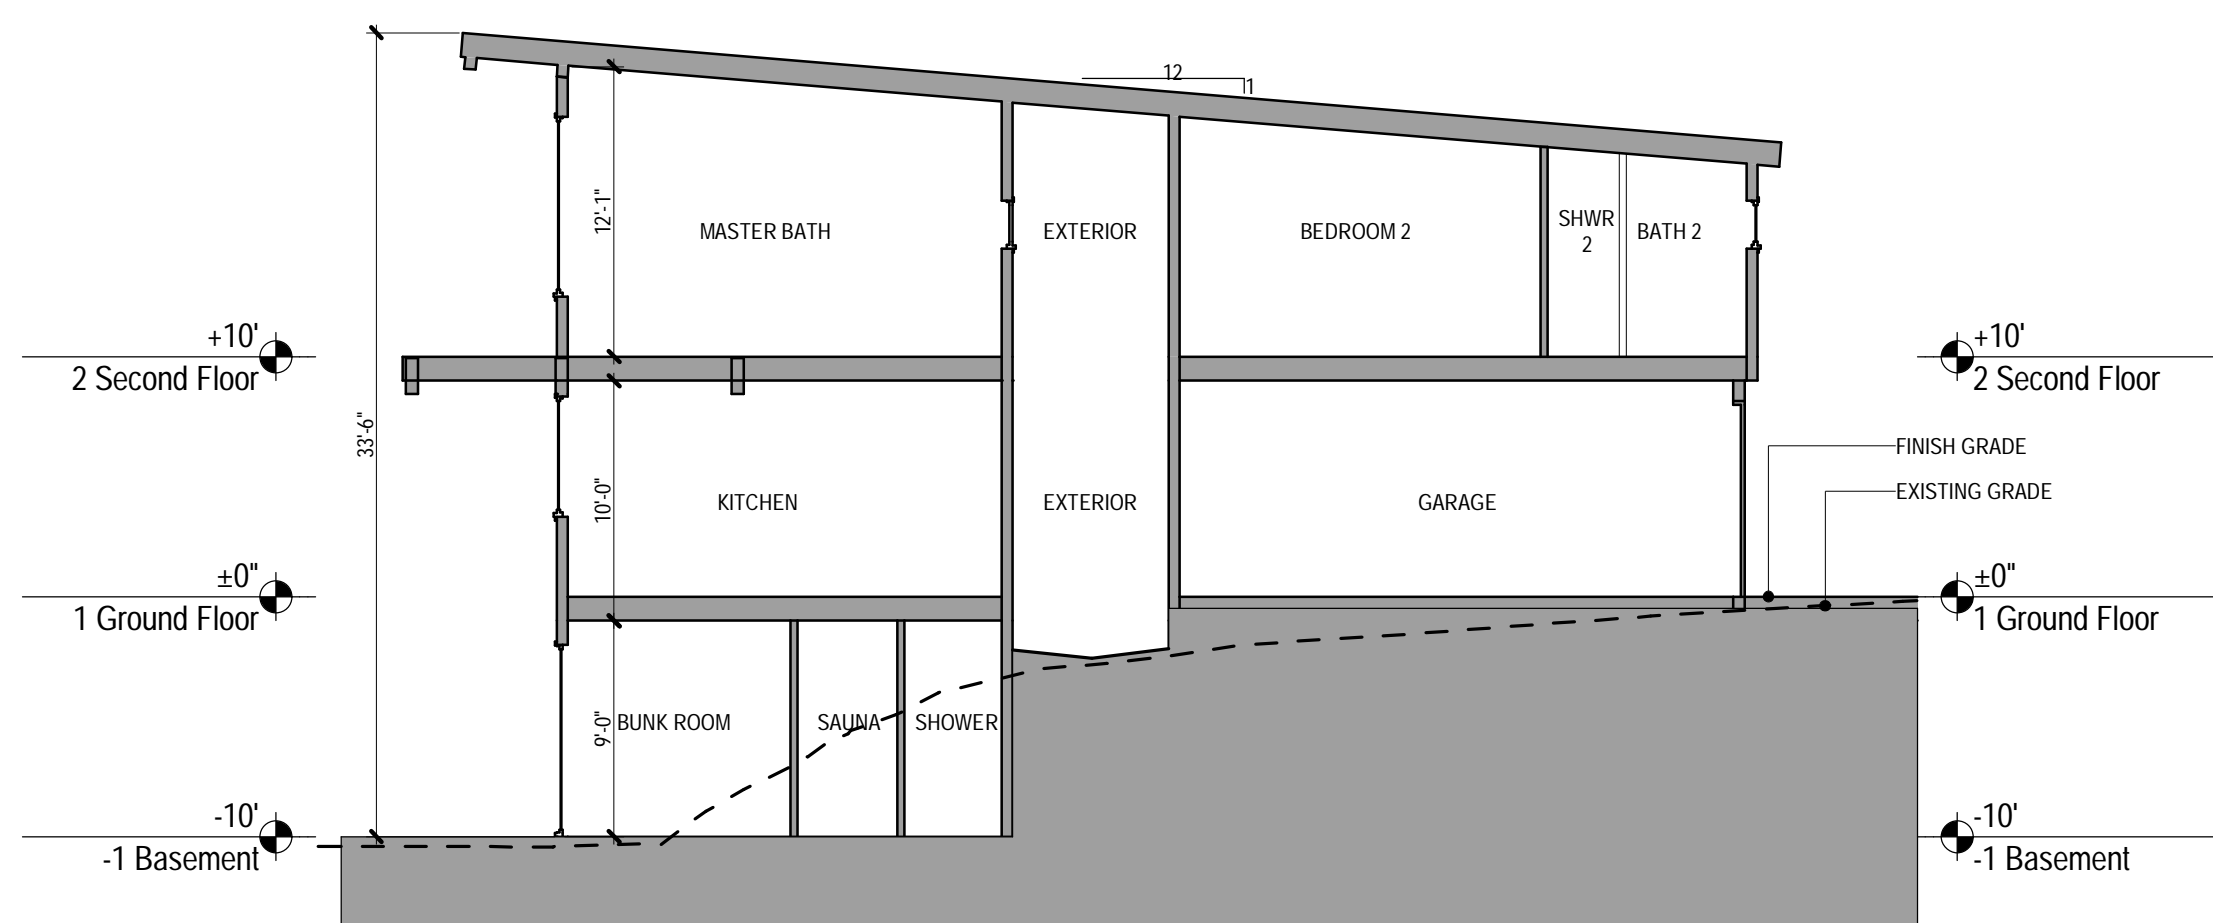 12
1
12'-1"
MASTER BATH
EXTERIOR
BEDROOM 2
SHWR
2
BATH 2
+10'
2 Second Floor
+10'
2 Second Floor
33'-6"
FINISH GRADE
10'-0"
KITCHEN
EXTERIOR
GARAGE
EXISTING GRADE
±0"
1 Ground Floor
±0"
1 Ground Floor
9'-0"
BUNK ROOM
SAUNA
SHOWER
-10'
-1 Basement
-10'
-1 Basement